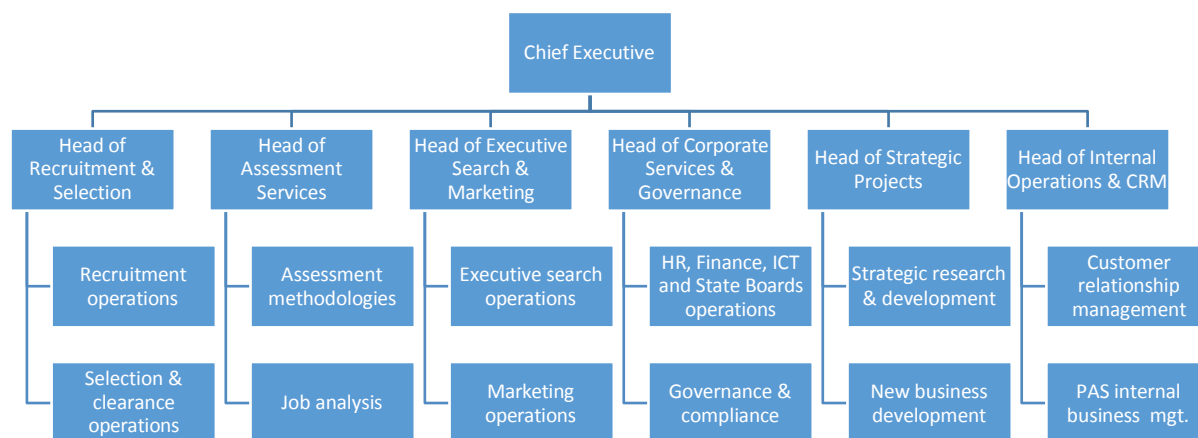 Chief Executive
Head of
Recruitment &
Selection
Head of
Assessment
Services
Head of Executive
Search &
Marketing
Head of Corporate
Services &
Governance
Head of Strategic
Projects
Head of Internal
Operations & CRM
Recruitment
operations
Assessment
methodologies
Executive search
operations
HR, Finance, ICT
and State Boards
operations
Strategic research
& development
Customer
relationship
management
Selection &
clearance
operations
Job analysis
Marketing
operations
Governance &
compliance
New business
development
PAS internal
business mgt.